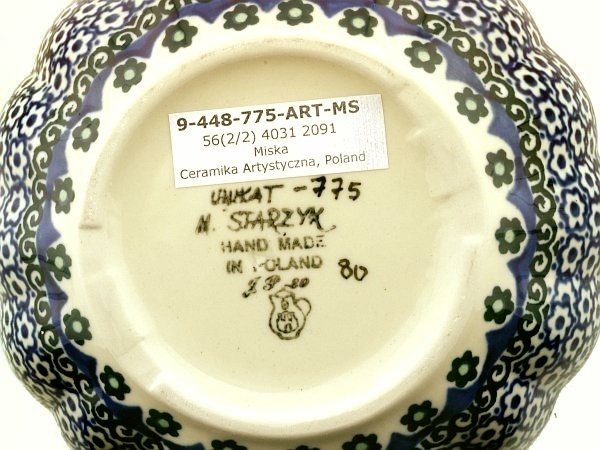 9-448-775-ART-MS
56(2/2) 4031 2091
Miska
Ceramika Artystyczna, Poland
UNIKAT -775
M. STARZYK
HAND MADE
IN POLAND 80
J.P. 80